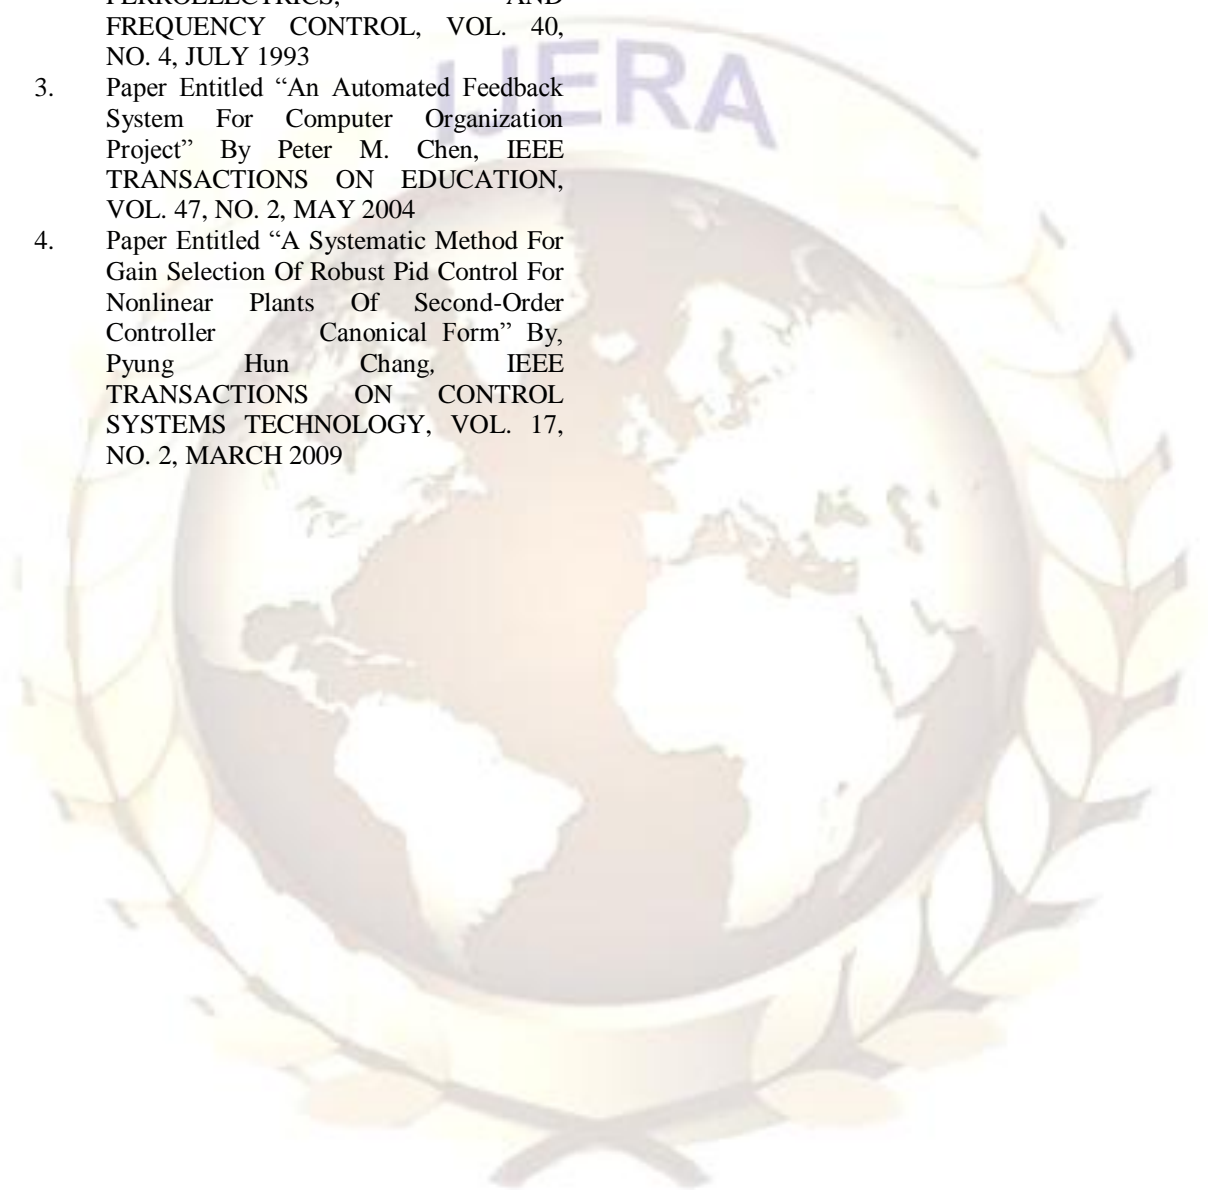 FERROELECTRICS, AND
FREQUENCY CONTROL, VOL. 40,
NO. 4, JULY 1993
IJERA
3. Paper Entitled “An Automated Feedback
System For Computer Organization
Project” By Peter M. Chen, IEEE
TRANSACTIONS ON EDUCATION,
VOL. 47, NO. 2, MAY 2004
4. Paper Entitled “A Systematic Method For
Gain Selection Of Robust Pid Control For
Nonlinear Plants Of Second-Order
Controller Canonical Form” By,
Pyung Hun Chang, IEEE
TRANSACTIONS ON CONTROL
SYSTEMS TECHNOLOGY, VOL. 17,
NO. 2, MARCH 2009